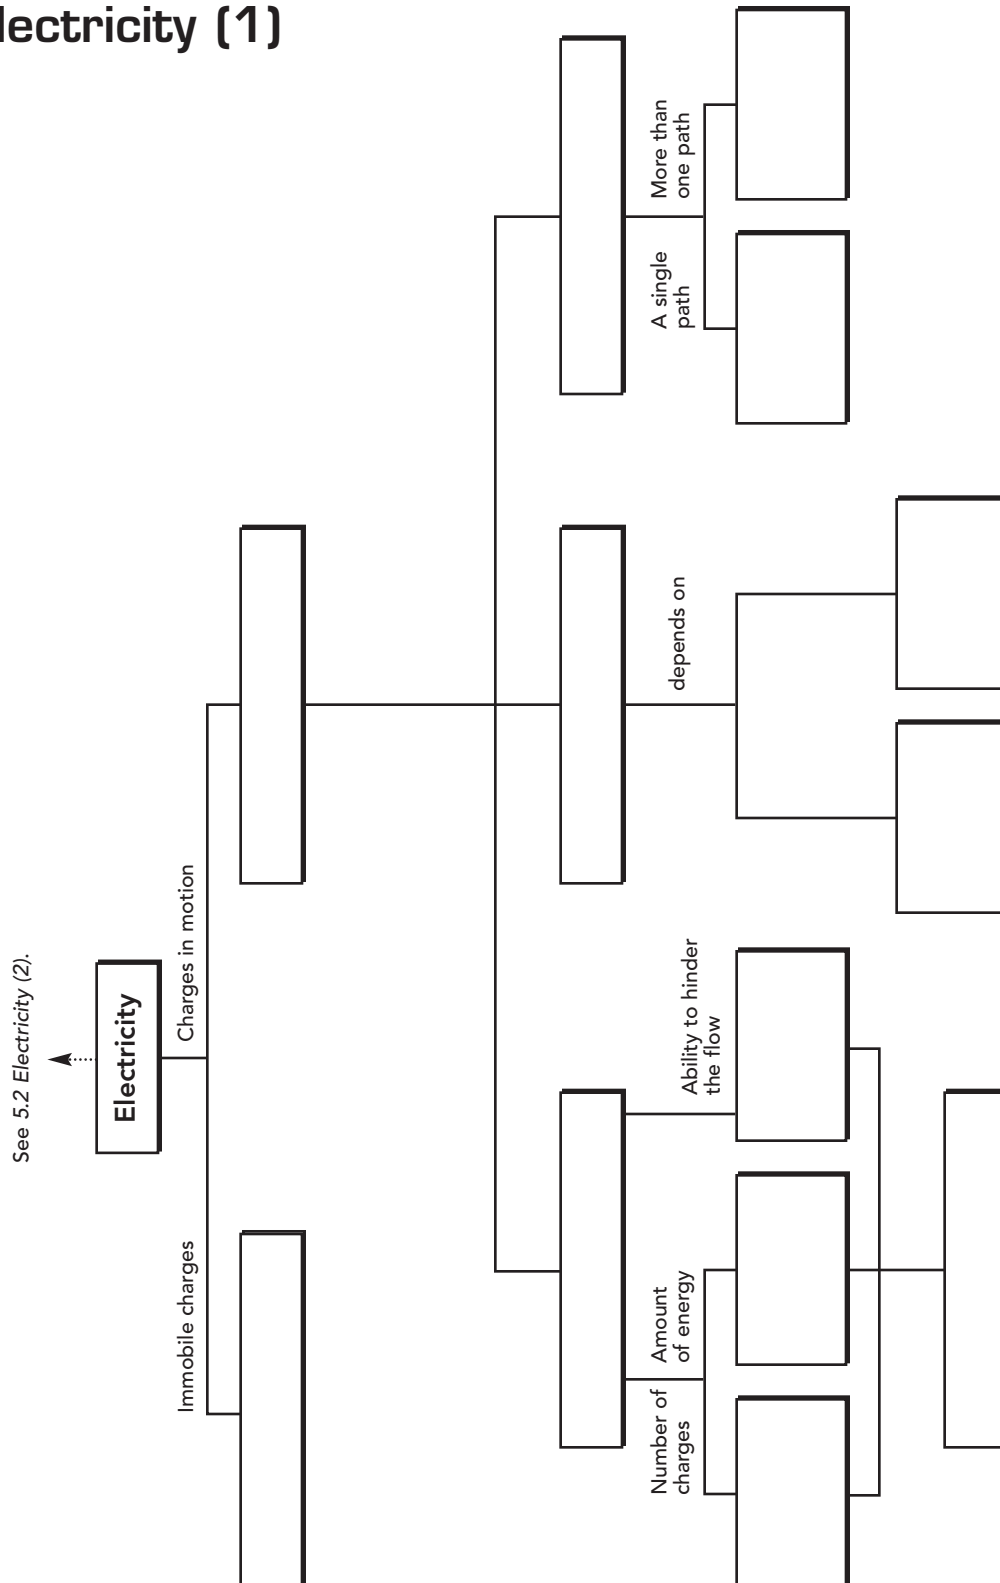 lectricity (1)
See 5.2 Electricity (2).
Electricity
Immobile charges
Charges in motion
Number of
charges
Amount
of energy
Ability to hinder
the flow
depends on
A single
path
More than
one path